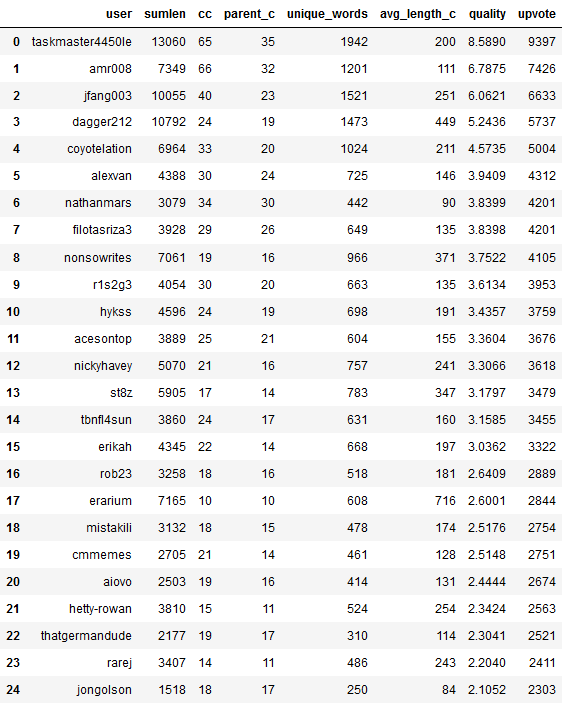 user sumlen cc parent_c unique_words avg_length_c quality upvote
0 taskmaster4450le 13060 65 35 1942 200 8.5890 9397
1 amr008 7349 66 32 1201 111 6.7875 7426
2 jfang003 10055 40 23 1521 251 6.0621 6633
3 dagger212 10792 24 19 1473 449 5.2436 5737
4 coyotelation 6964 33 20 1024 211 4.5735 5004
5 alexvan 4388 30 24 725 146 3.9409 4312
6 nathanmars 3079 34 30 442 90 3.8399 4201
7 filotasriza3 3928 29 26 649 135 3.8398 4201
8 nonsowrites 7061 19 16 966 371 3.7522 4105
9 r1s2g3 4054 30 20 663 135 3.6134 3953
10 hykss 4596 24 19 698 191 3.4357 3759
11 acesontop 3889 25 21 604 155 3.3604 3676
12 nickyhavey 5070 21 16 757 241 3.3066 3618
13 st8z 5905 17 14 783 347 3.1797 3479
14 tbnfl4sun 3860 24 17 631 160 3.1585 3455
15 erikah 4345 22 14 668 197 3.0362 3322
16 rob23 3258 18 16 518 181 2.6409 2889
17 erarium 7165 10 10 608 716 2.6001 2844
18 mistakili 3132 18 15 478 174 2.5176 2754
19 cmmemes 2705 21 14 461 128 2.5148 2751
20 aiovo 2503 19 16 414 131 2.4444 2674
21 hetty-rowan 3810 15 11 524 254 2.3424 2563
22 thatgermandude 2177 19 17 310 114 2.3041 2521
23 rarej 3407 14 11 486 243 2.2040 2411
24 jongolson 1518 18 17 250 84 2.1052 2303